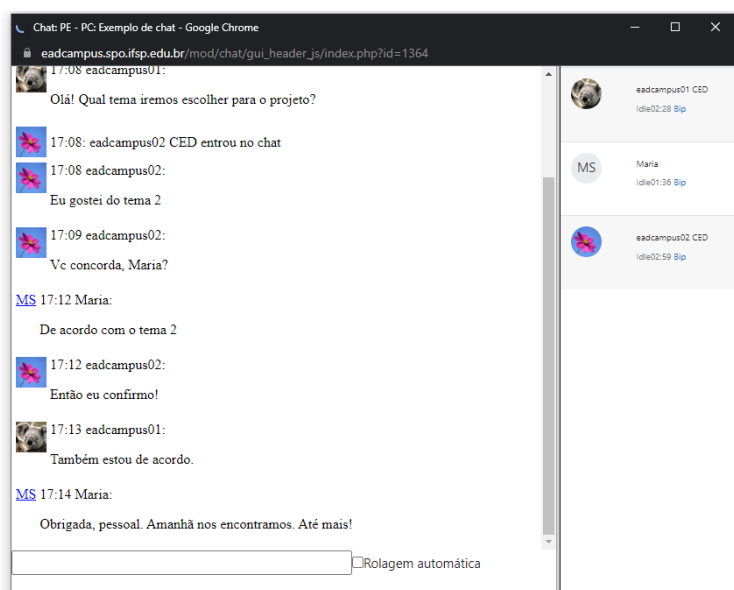 Chat: PE - PC: Exemplo de chat - Google Chrome
eadcampus.spo.ifsp.edu.br/mod/chat/gui_header_js/index.php?id=1364
17:08 eadcampus01:
Olá! Qual tema iremos escolher para o projeto?
17:08: eadcampus02 CED entrou no chat
17:08 eadcampus02:
Eu gostei do tema 2
17:09 eadcampus02:
Vc concorda, Maria?
MS 17:12 Maria:
De acordo com o tema 2
17:12 eadcampus02:
Então eu confirmo!
17:13 eadcampus01:
Também estou de acordo.
MS 17:14 Maria:
Obrigada, pessoal. Amanhã nos encontramos. Até mais!
Rolagem automática
eadcampus01 CED
Idle02:28 Bip
MS
Maria
Idle01:36 Bip
eadcampus02 CED
Idle02:59 Bip